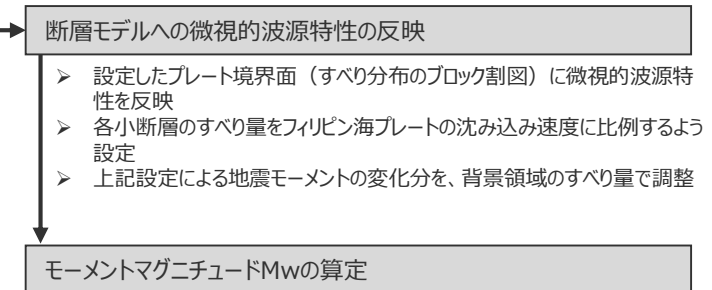 断層モデルへの微視的波源特性の反映
➢ 設定したプレート境界面（すべり分布のブロック割図）に微視的波源特
性を反映
➢ 各小断層のすべり量をフィリピン海プレートの沈み込み速度に比例するよう
設定
➢ 上記設定による地震モーメントの変化分を、背景領域のすべり量で調整
モーメントマグニチュードMwの算定